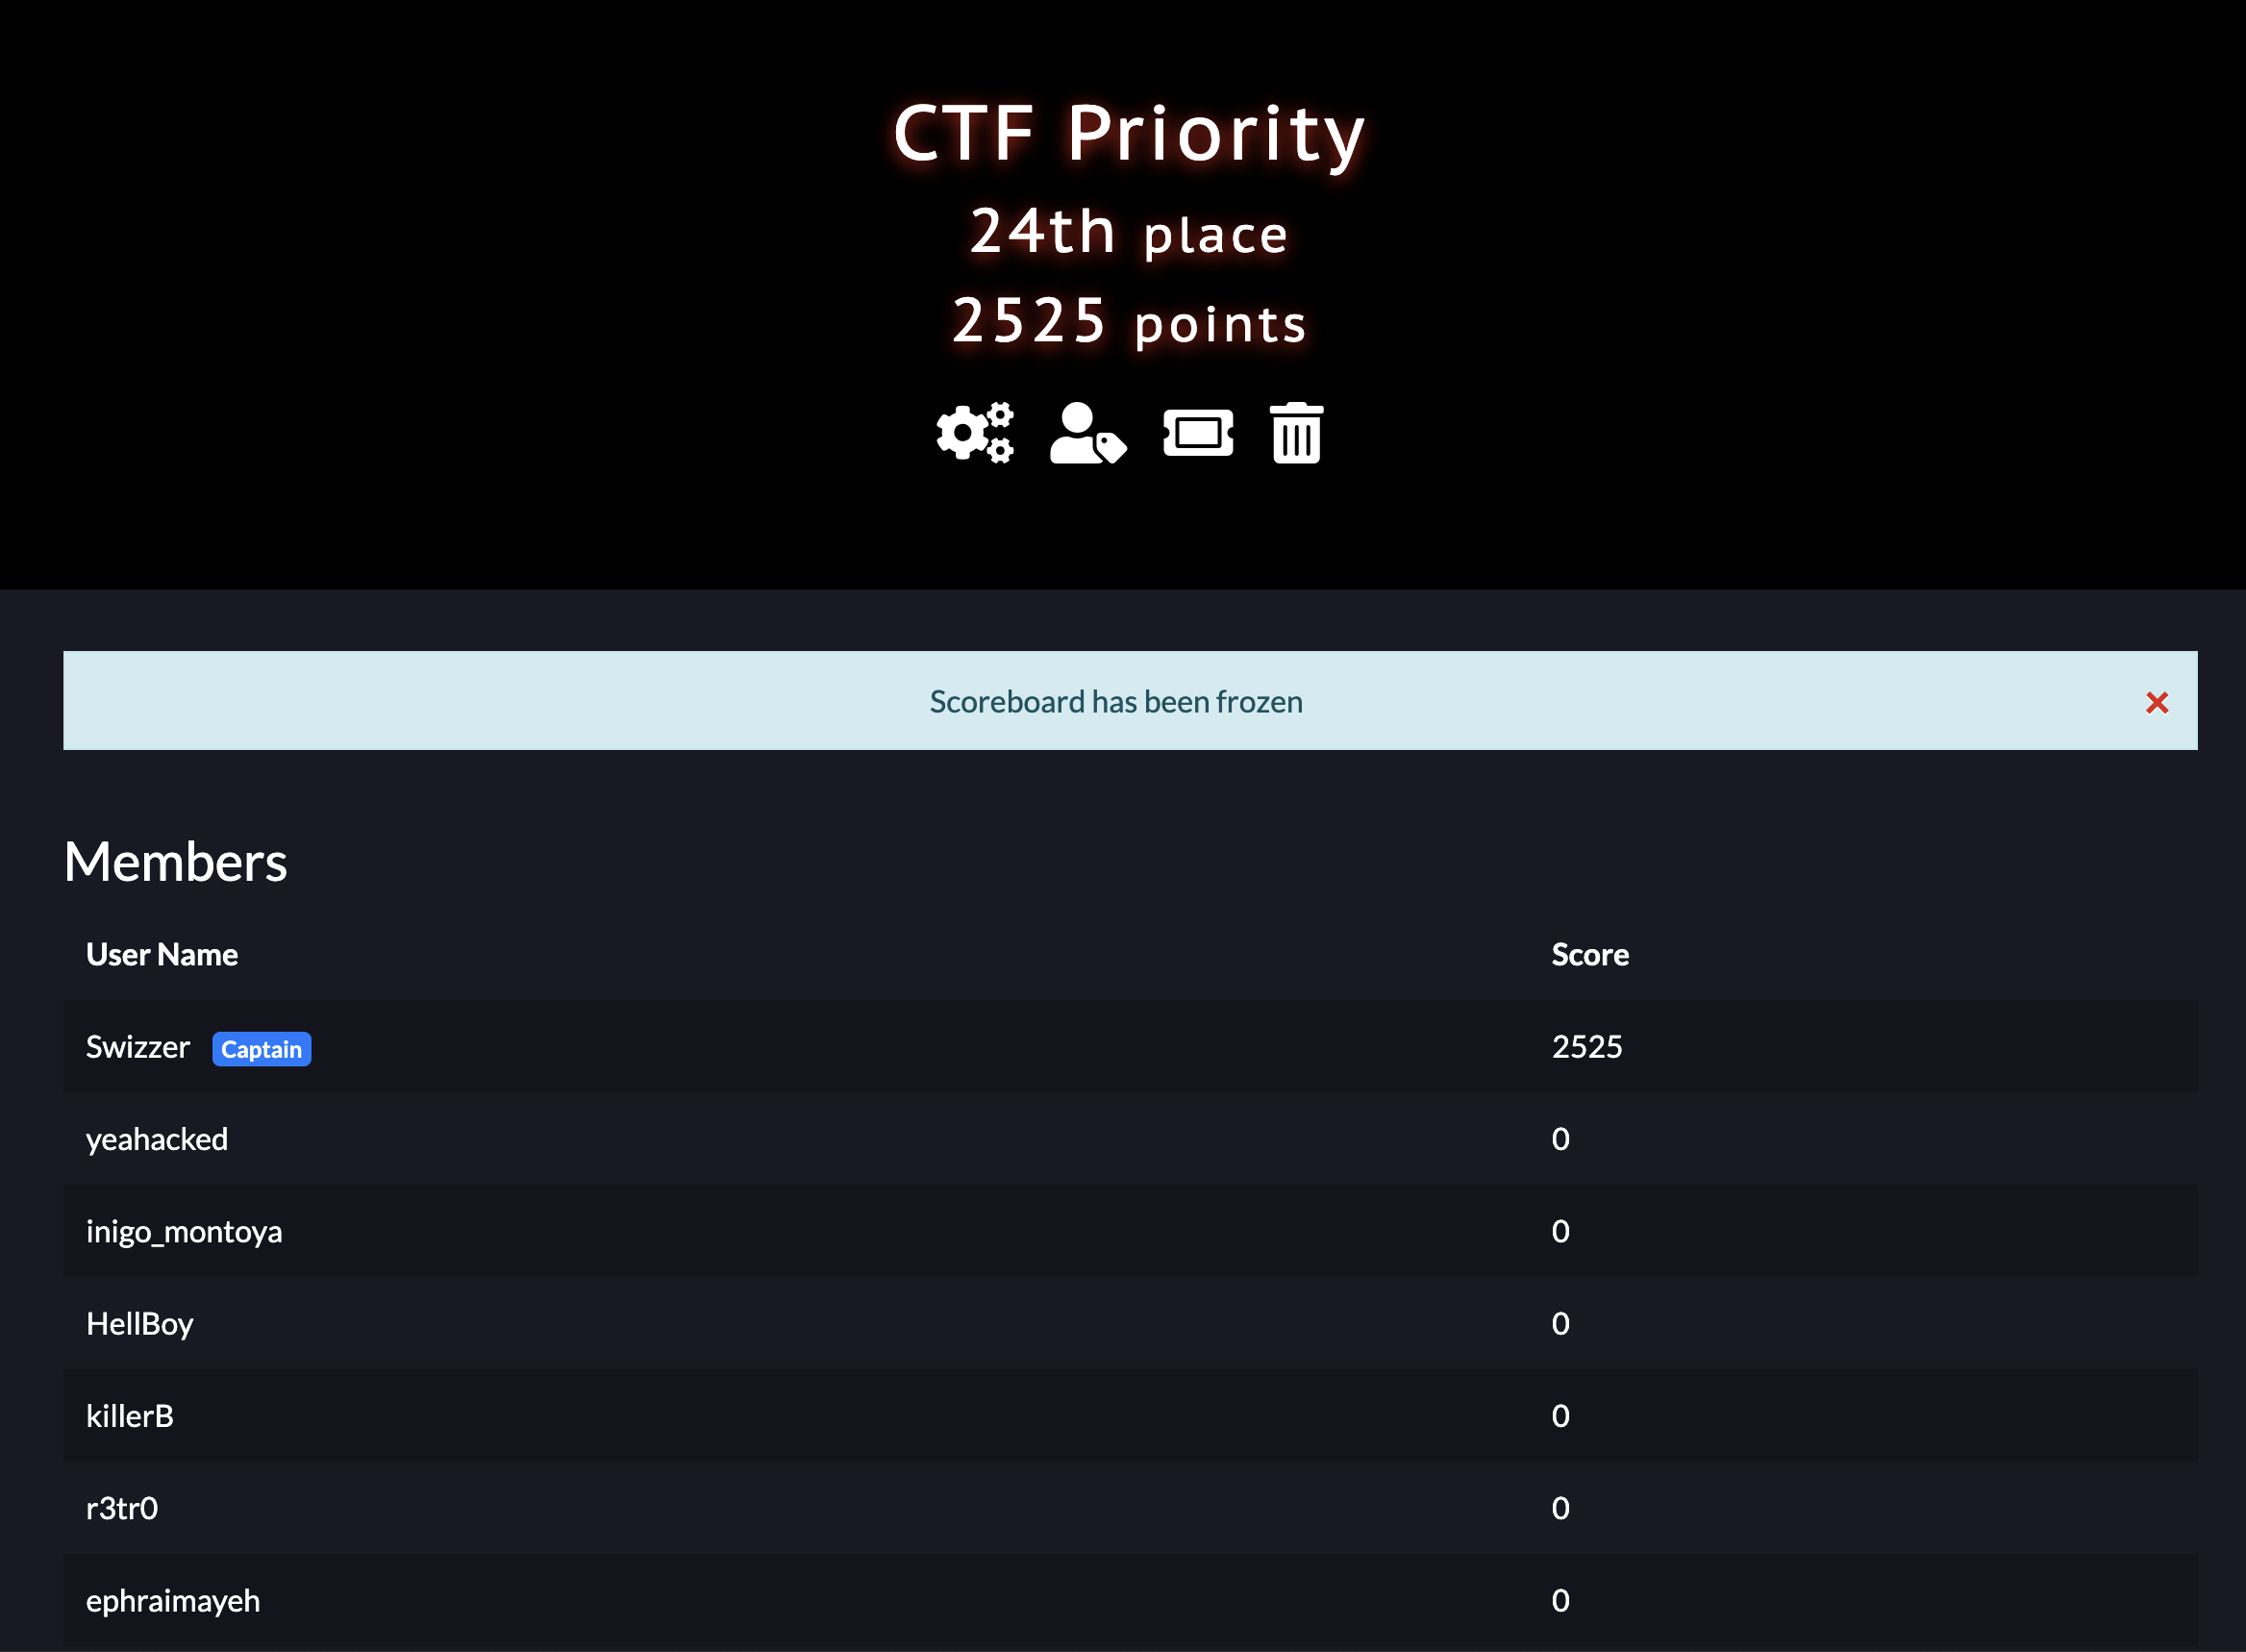 CTF Priority
24th place
2525 points
Scoreboard has been frozen
Members
User Name Score
Swizzer Captain 2525
yeahacked 0
inigo_montoya 0
HellBoy 0
killerB 0
r3tr0 0
ephraimayeh 0